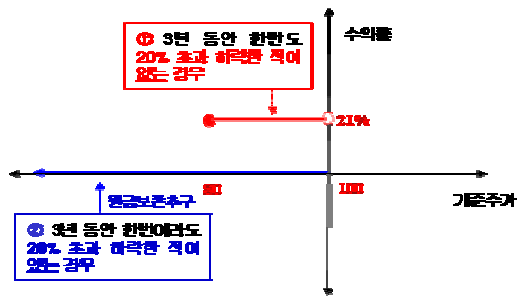 ① 3년 동안 한번도
20% 초과 하락한 적이
없는 경우
수익률
21%
80
100
기준주가
원금보존추구
② 3년 동안 한번이라도
20% 초과 하락한 적이
있는 경우